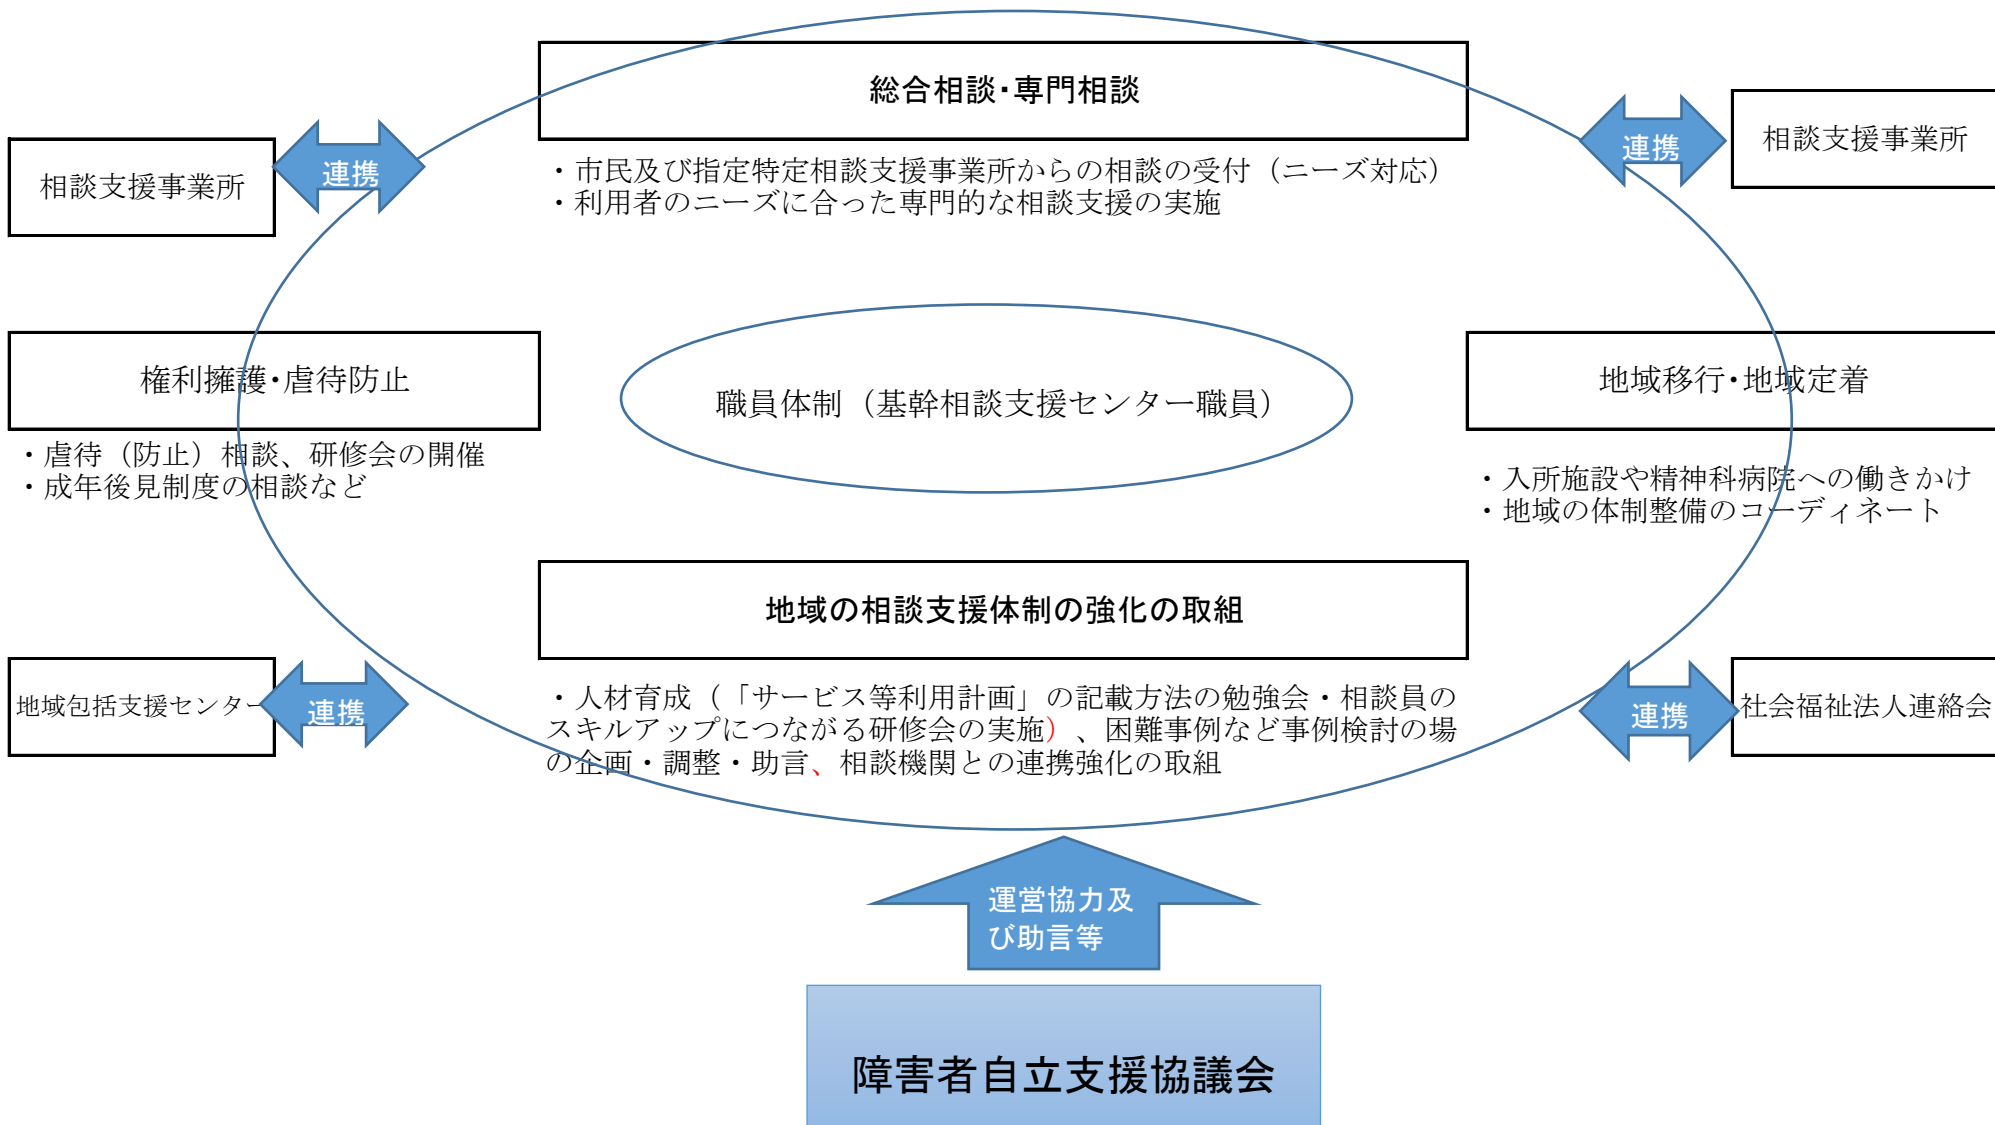 総合相談・専門相談
相談支援事業所
連携
連携
相談支援事業所
・市民及び指定特定相談支援事業所からの相談の受付（ニーズ対応）
・利用者のニーズに合った専門的な相談支援の実施
権利擁護・虐待防止
・虐待（防止）相談、研修会の開催
・成年後見制度の相談など
職員体制（基幹相談支援センター職員）
地域移行・地域定着
・入所施設や精神科病院への働きかけ
・地域の体制整備のコーディネート
地域の相談支援体制の強化の取組
・人材育成（「サービス等利用計画」の記載方法の勉強会・相談員の
スキルアップにつながる研修会の実施）、困難事例など事例検討の場
の企画・調整・助言、相談機関との連携強化の取組
地域包括支援センター
連携
連携
社会福祉法人連絡会
運営協力及
び助言等
障害者自立支援協議会